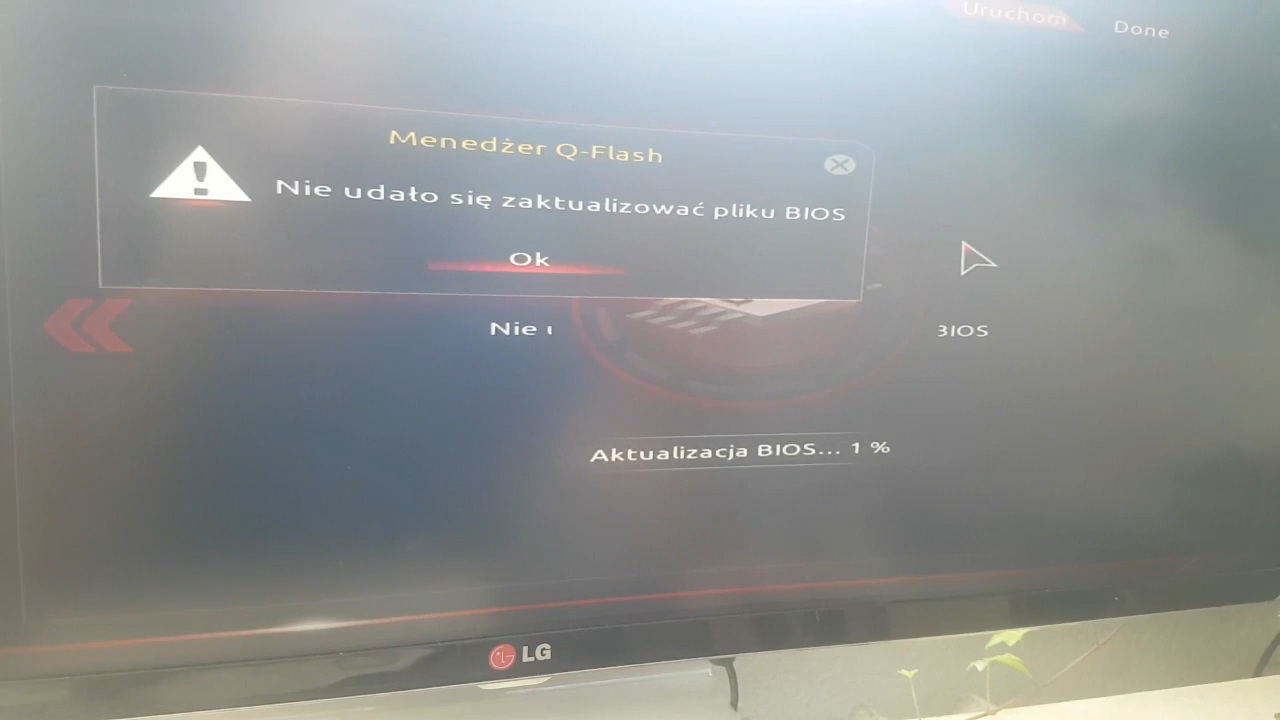 Uruchom
Done
Menedżer Q-Flash
Nie udało się zaktualizować pliku BIOS
Ok
Nie
BIOS
Aktualizacja BIOS... 1 %
LG